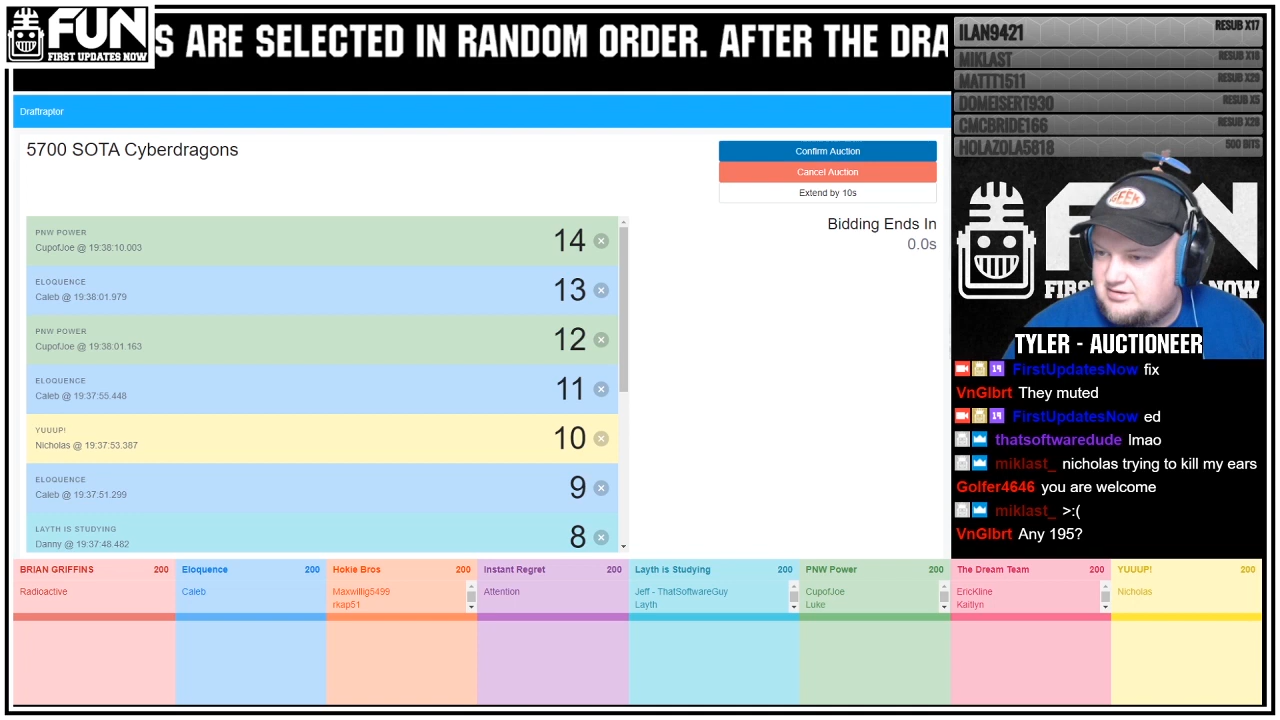 FUN
FIRST UPDATES NOW
S ARE SELECTED IN RANDOM ORDER. AFTER THE DRA
ILAN9421 RESUB X17
MIKLAST RESUB X18
MATTT1511 RESUB X29
DOMEISERT930 RESUB X5
CMCBRIDE166 RESUB X28
HOLAZOLA5818 500 BITS
Draftraptor
5700 SOTA Cyberdragons
Confirm Auction
Cancel Auction
Extend by 10s
Bidding Ends In
0.0s
PNW POWER
CupofJoe @ 19:38:10.003
14
ELOQUENCE
Caleb @ 19:38:01.979
13
PNW POWER
CupofJoe @ 19:38:01.163
12
ELOQUENCE
Caleb @ 19:37:55.448
11
YUUUP!
Nicholas @ 19:37:53.387
10
ELOQUENCE
Caleb @ 19:37:51.299
9
LAYTH IS STUDYING
Danny @ 19:37:48.482
8
GEEK
TYLER - AUCTIONEER
FirstUpdatesNow fix
VnGlbrt They muted
FirstUpdatesNow ed
thatsoftwaredude lmao
miklast_ nicholas trying to kill my ears
Golfer4646 you are welcome
miklast_ >:(
VnGlbrt Any 195?
BRIAN GRIFFINS 200
Radioactive
Eloquence 200
Caleb
Hokie Bros 200
Maxwillig5499
rkap51
Instant Regret 200
Attention
Layth is Studying 200
Jeff - ThatSoftwareGuy
Layth
PNW Power 200
CupofJoe
Luke
The Dream Team 200
EricKline
Kaitlyn
YUUUP! 200
Nicholas